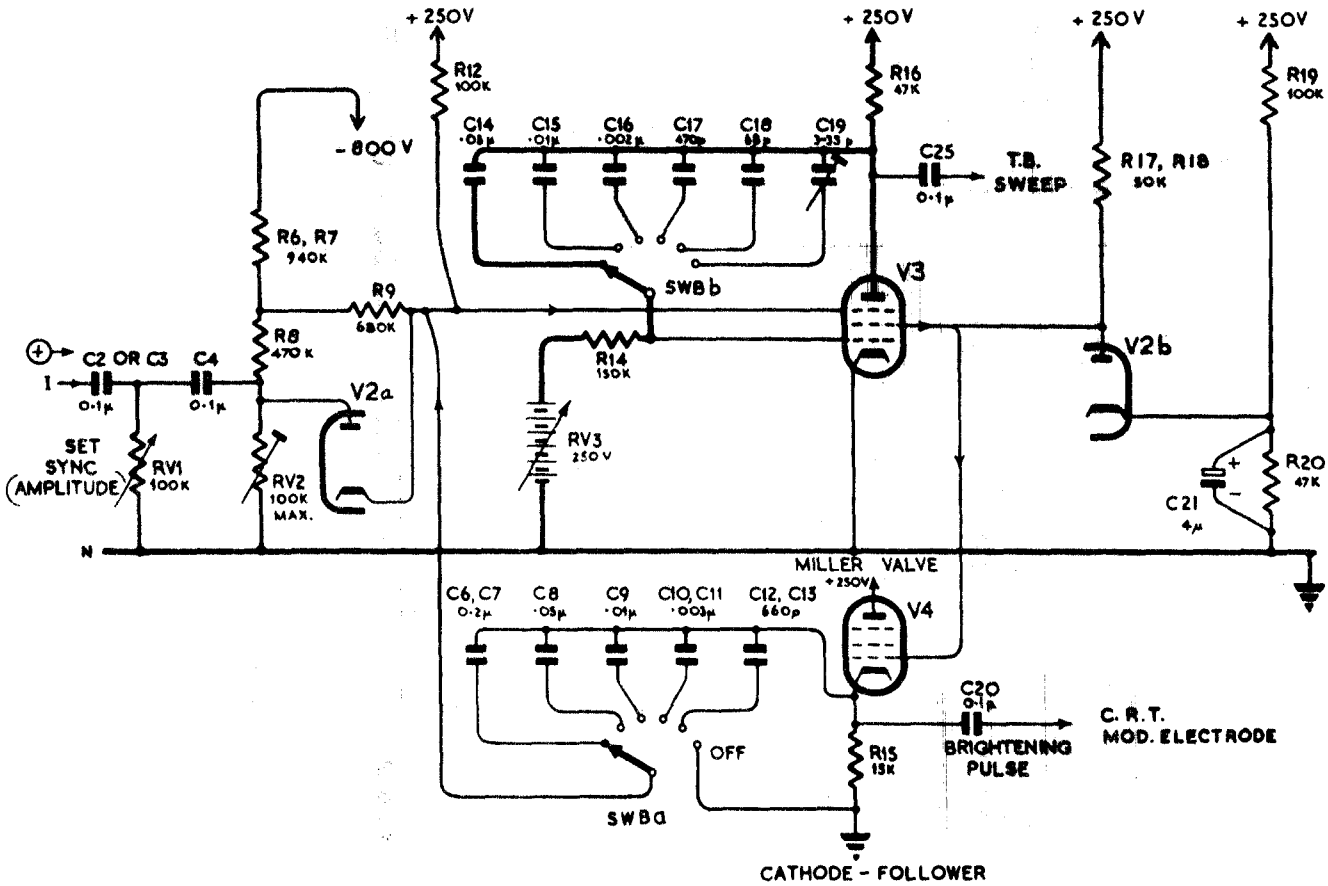 + 250V
+ 250V
+ 250V
+ 250V
R12
100K
R16
47K
R19
100K
- 800V
C14
.05µ
C15
.01µ
C16
.002µ
C17
470p
C18
68p
C19
3-33p
C25
0.1µ
T.B.
SWEEP
R17, R18
50K
R6, R7
940K
R9
680K
SWBb
V3
R8
470K
R14
150K
V2b
+
C2 OR C3
C4
I
0.1µ
0.1µ
V2a
SET
SYNC
(AMPLITUDE)
RV1
100K
RV2
100K
MAX.
RV3
250V
+
-
C21
4µ
R20
47K
N
MILLER VALVE
+250V
C6, C7
0.2µ
C8
.05µ
C9
.01µ
C10, C11
.003µ
C12, C13
660p
V4
C20
0.1µ
C. R. T.
MOD. ELECTRODE
OFF
R15
15K
BRIGHTENING
PULSE
SWBa
CATHODE - FOLLOWER